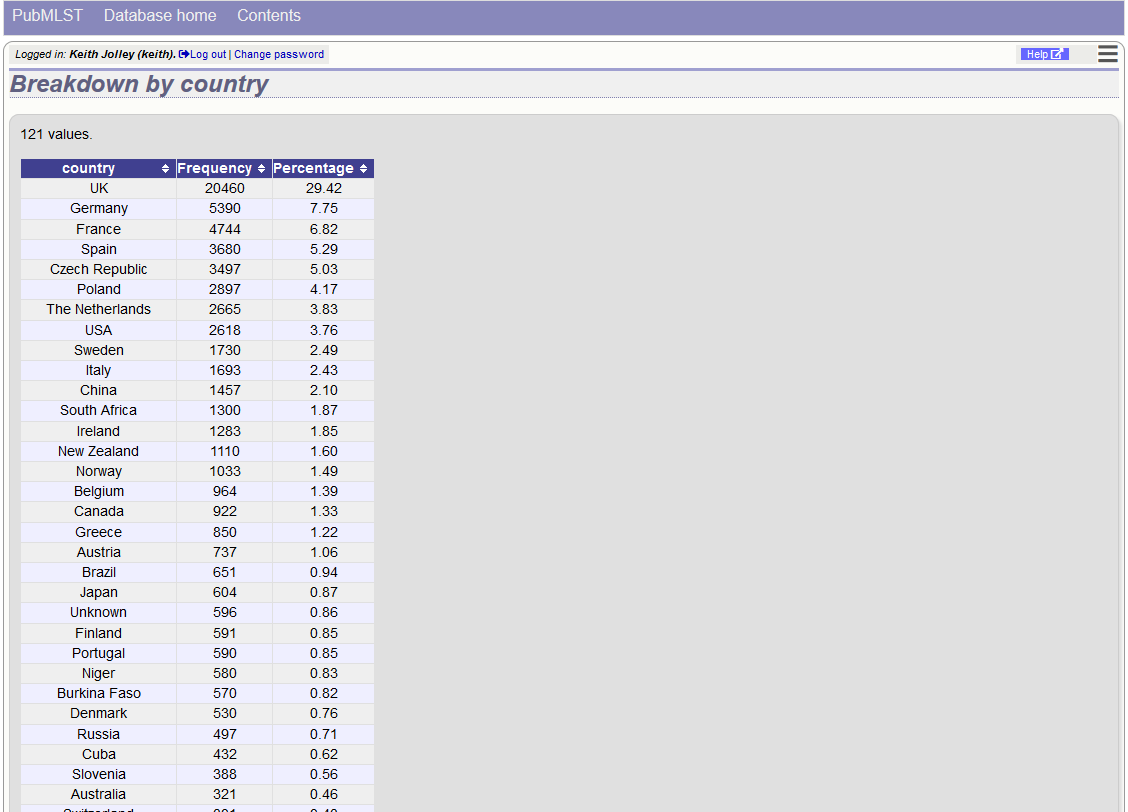 PubMLST Database home Contents
Logged in: Keith Jolley (keith). Log out | Change password Help
Breakdown by country
121 values.
country Frequency Percentage
UK 20460 29.42
Germany 5390 7.75
France 4744 6.82
Spain 3680 5.29
Czech Republic 3497 5.03
Poland 2897 4.17
The Netherlands 2665 3.83
USA 2618 3.76
Sweden 1730 2.49
Italy 1693 2.43
China 1457 2.10
South Africa 1300 1.87
Ireland 1283 1.85
New Zealand 1110 1.60
Norway 1033 1.49
Belgium 964 1.39
Canada 922 1.33
Greece 850 1.22
Austria 737 1.06
Brazil 651 0.94
Japan 604 0.87
Unknown 596 0.86
Finland 591 0.85
Portugal 590 0.85
Niger 580 0.83
Burkina Faso 570 0.82
Denmark 530 0.76
Russia 497 0.71
Cuba 432 0.62
Slovenia 388 0.56
Australia 321 0.46